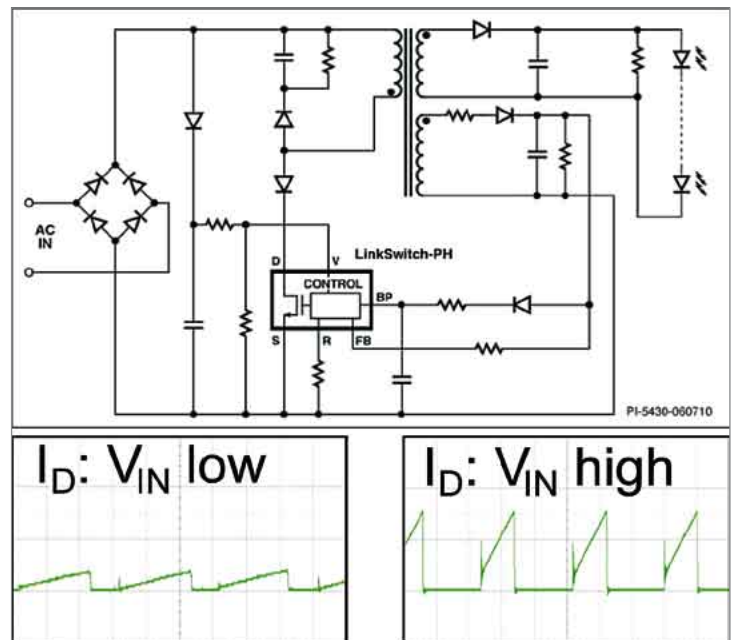 AC
IN
LinkSwitch-PH
D
V
CONTROL
BP
S
R
FB
PI-5430-060710
I_D: V_IN low
I_D: V_IN high